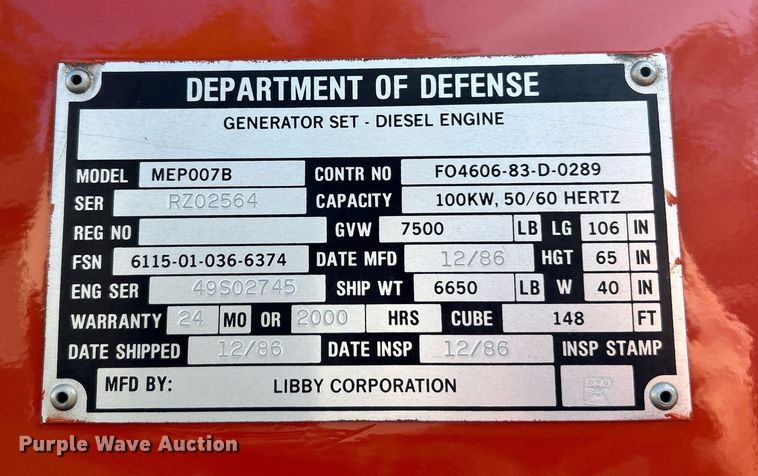 DEPARTMENT OF DEFENSE
GENERATOR SET - DIESEL ENGINE
MODEL MEP007B CONTR NO FO4606-83-D-0289
SER RZ02564 CAPACITY 100KW, 50/60 HERTZ
REG NO GVW 7500 LB LG 106 IN
FSN 6115-01-036-6374 DATE MFD 12/86 HGT 65 IN
ENG SER 49S02745 SHIP WT 6650 LB W 40 IN
WARRANTY 24 MO OR 2000 HRS CUBE 148 FT
DATE SHIPPED 12/86 DATE INSP 12/86 INSP STAMP
MFD BY: LIBBY CORPORATION
Purple Wave Auction